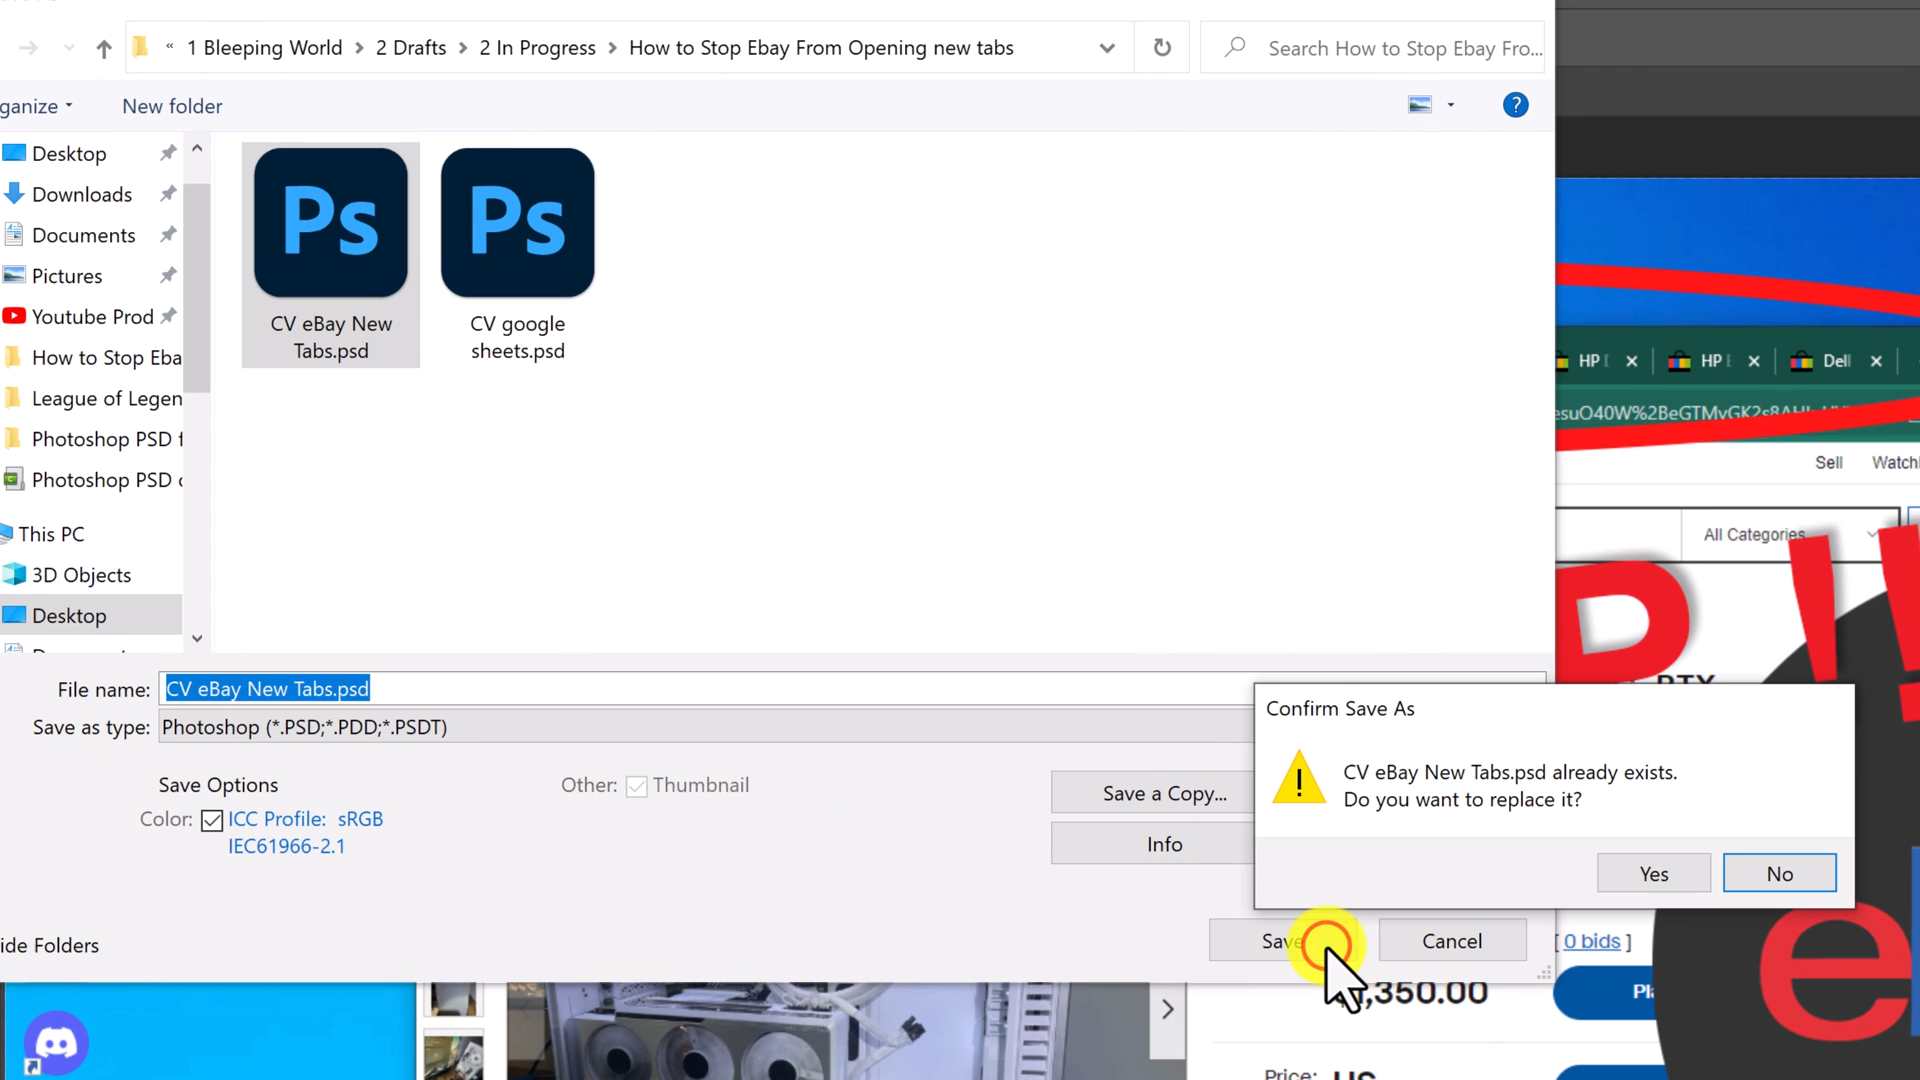 « 1 Bleeping World > 2 Drafts > 2 In Progress > How to Stop Ebay From Opening new tabs
Search How to Stop Ebay Fro...
ganize
New folder
?
Desktop
Downloads
Documents
Pictures
Youtube Prod
How to Stop Eba
League of Legen
Photoshop PSD f
Photoshop PSD c
This PC
3D Objects
Desktop
Ps
CV eBay New
Tabs.psd
Ps
CV google
sheets.psd
HP
HP
Dell
Sell
Watchl
All Categories
P!!
RTX
File name: CV eBay New Tabs.psd
Save as type: Photoshop (*.PSD;*.PDD;*.PSDT)
Save Options
Color: ICC Profile: sRGB
IEC61966-2.1
Other: Thumbnail
Save a Copy...
Info
Confirm Save As
CV eBay New Tabs.psd already exists.
Do you want to replace it?
Yes
No
Save
Cancel
ide Folders
[ 0 bids ]
,350.00
Pla
e
Price:
US